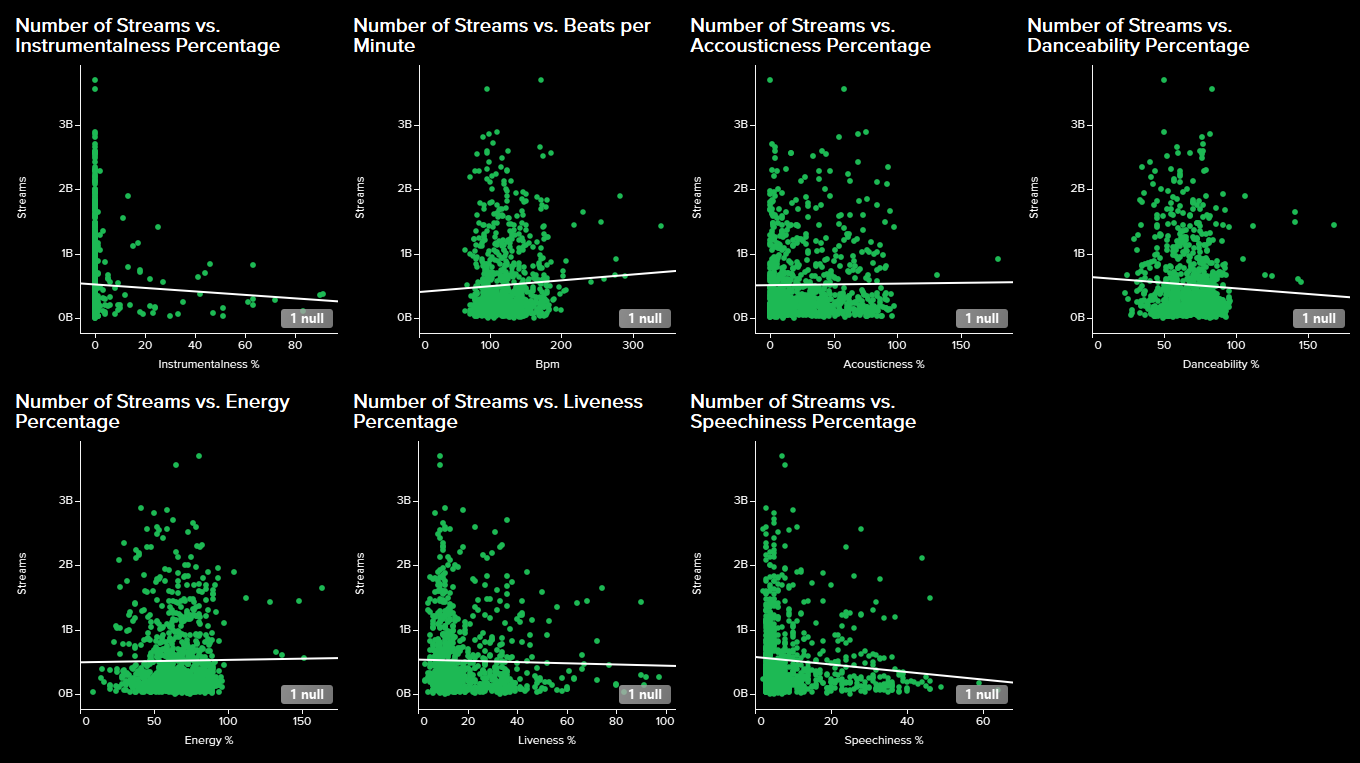 Number of Streams vs.
Instrumentalness Percentage
3B
2B
1B
0B
Streams
0
20
40
60
80
Instrumentalness %
1 null
Number of Streams vs. Beats per
Minute
3B
2B
1B
0B
Streams
0
100
200
300
Bpm
1 null
Number of Streams vs.
Accousticness Percentage
3B
2B
1B
0B
Streams
0
50
100
150
Acousticness %
1 null
Number of Streams vs.
Danceability Percentage
3B
2B
1B
0B
Streams
0
50
100
150
Danceability %
1 null
Number of Streams vs. Energy
Percentage
3B
2B
1B
0B
Streams
0
50
100
150
Energy %
1 null
Number of Streams vs. Liveness
Percentage
3B
2B
1B
0B
Streams
0
20
40
60
80
100
Liveness %
1 null
Number of Streams vs.
Speechiness Percentage
3B
2B
1B
0B
Streams
0
20
40
60
Speechiness %
1 null